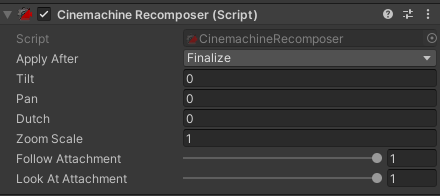 Cinemachine Recomposer (Script)
Script CinemachineRecomposer
Apply After Finalize
Tilt 0
Pan 0
Dutch 0
Zoom Scale 1
Follow Attachment 1
Look At Attachment 1